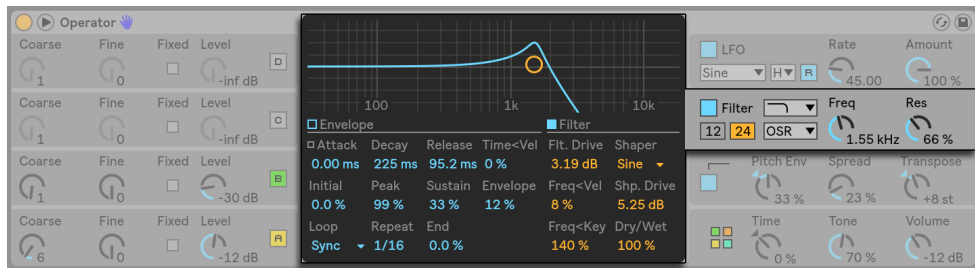 Operator
Coarse Fine Fixed Level
1 0 -inf dB D
Coarse Fine Fixed Level
1 0 -inf dB C
Coarse Fine Fixed Level
1 0 -30 dB B
Coarse Fine Fixed Level
6 0 -12 dB A
100 1k 10k
Envelope Filter
Attack Decay Release Time<Vel Flt. Drive Shaper
0.00 ms 225 ms 95.2 ms 0 % 3.19 dB Sine
Initial Peak Sustain Envelope Freq<Vel Shp. Drive
0.0 % 99 % 33 % 12 % 8 % 5.25 dB
Loop Repeat End Freq<Key Dry/Wet
Sync 1/16 0.0 % 140 % 100 %
LFO Rate Amount
Sine H R 45.00 100 %
Filter Freq Res
12 24 OSR 1.55 kHz 66 %
Pitch Env Spread Transpose
33 % 23 % +8 st
Time Tone Volume
0 % 70 % -12 dB